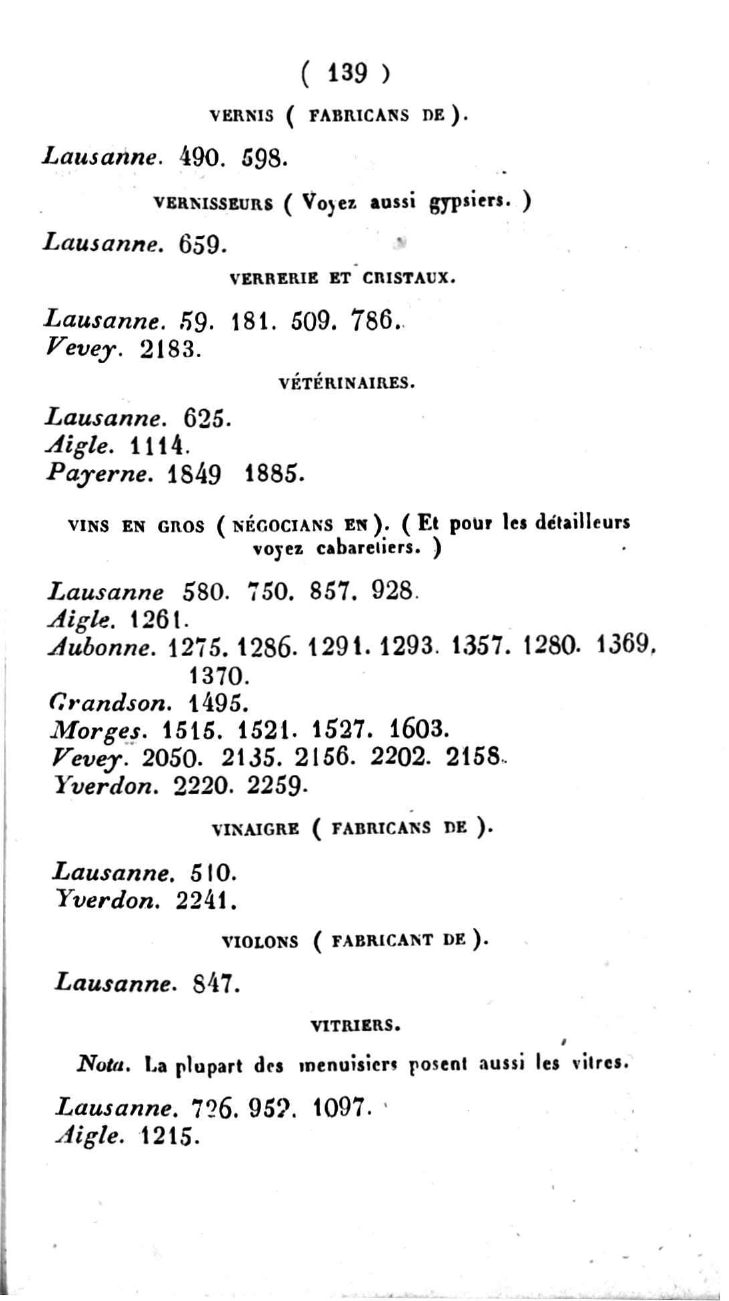 ( 139 )
VERNIS ( FABRICANS DE ).
Lausanne. 490. 598.
VERNISSEURS ( Voyez aussi gypsiers. )
Lausanne. 659.
VERRERIE ET CRISTAUX.
Lausanne. 59. 181. 509. 786.
Vevey. 2183.
VÉTÉRINAIRES.
Lausanne. 625.
Aigle. 1114.
Payerne. 1849 1885.
VINS EN GROS ( NÉGOCIANS EN ). ( Et pour les détailleurs
voyez cabaretiers. )
Lausanne 580. 750. 857. 928.
Aigle. 1261.
Aubonne. 1275. 1286. 1291. 1293. 1357. 1280. 1369.
1370.
Grandson. 1495.
Morges. 1515. 1521. 1527. 1603.
Vevey. 2050. 2135. 2156. 2202. 2158.
Yverdon. 2220. 2259.
VINAIGRE ( FABRICANS DE ).
Lausanne. 510.
Yverdon. 2241.
VIOLONS ( FABRICANT DE ).
Lausanne. 847.
VITRIERS.
Nota. La plupart des menuisiers posent aussi les vitres.
Lausanne. 726. 952. 1097.
Aigle. 1215.